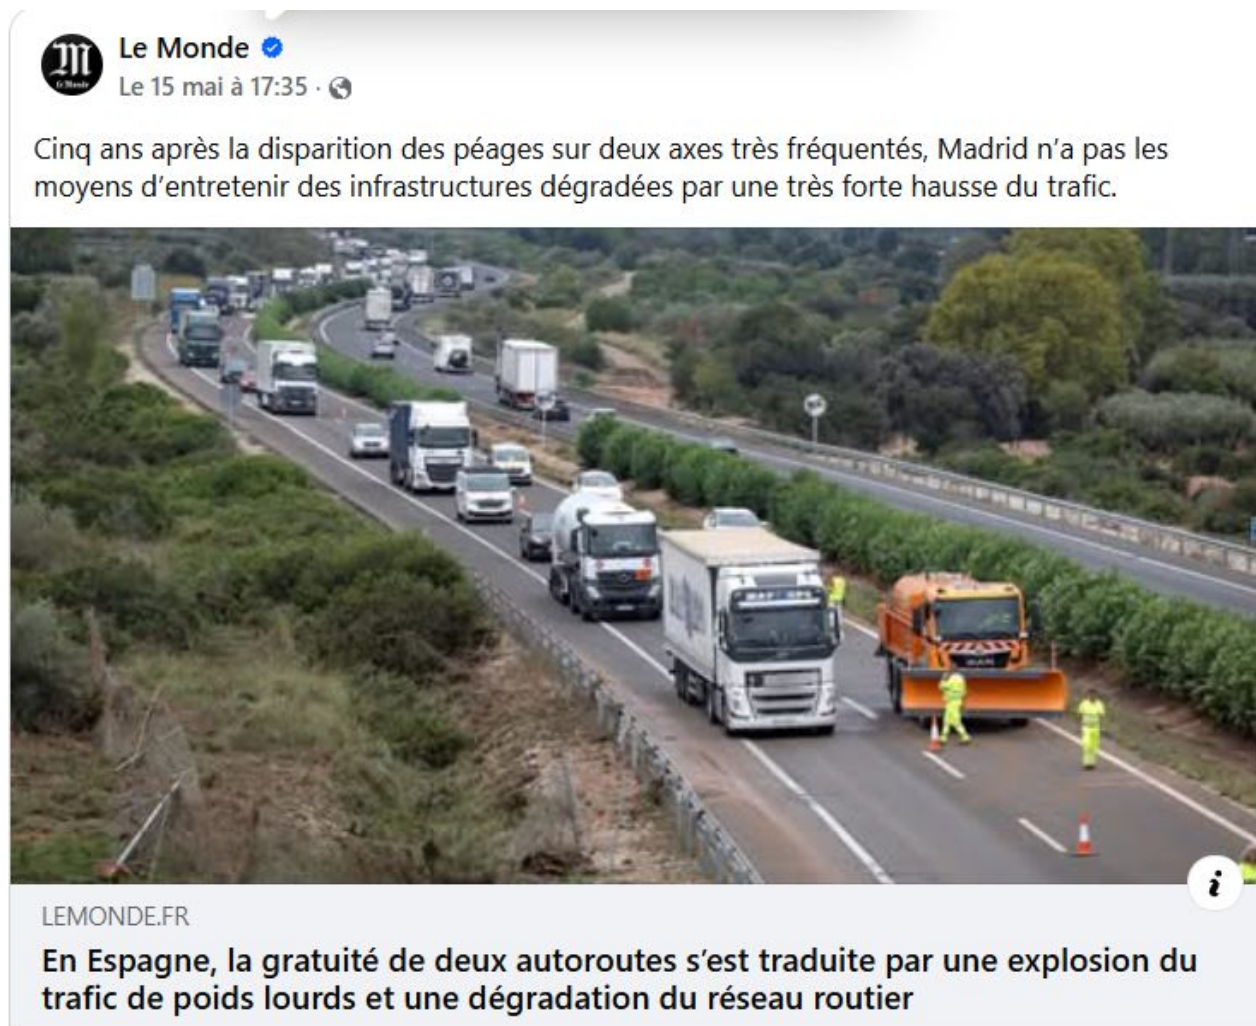 Le Monde
Le 15 mai à 17:35 ·
Cinq ans après la disparition des péages sur deux axes très fréquentés, Madrid n’a pas les
moyens d’entretenir des infrastructures dégradées par une très forte hausse du trafic.
MAN
LEMONDE.FR
En Espagne, la gratuité de deux autoroutes s’est traduite par une explosion du
trafic de poids lourds et une dégradation du réseau routier